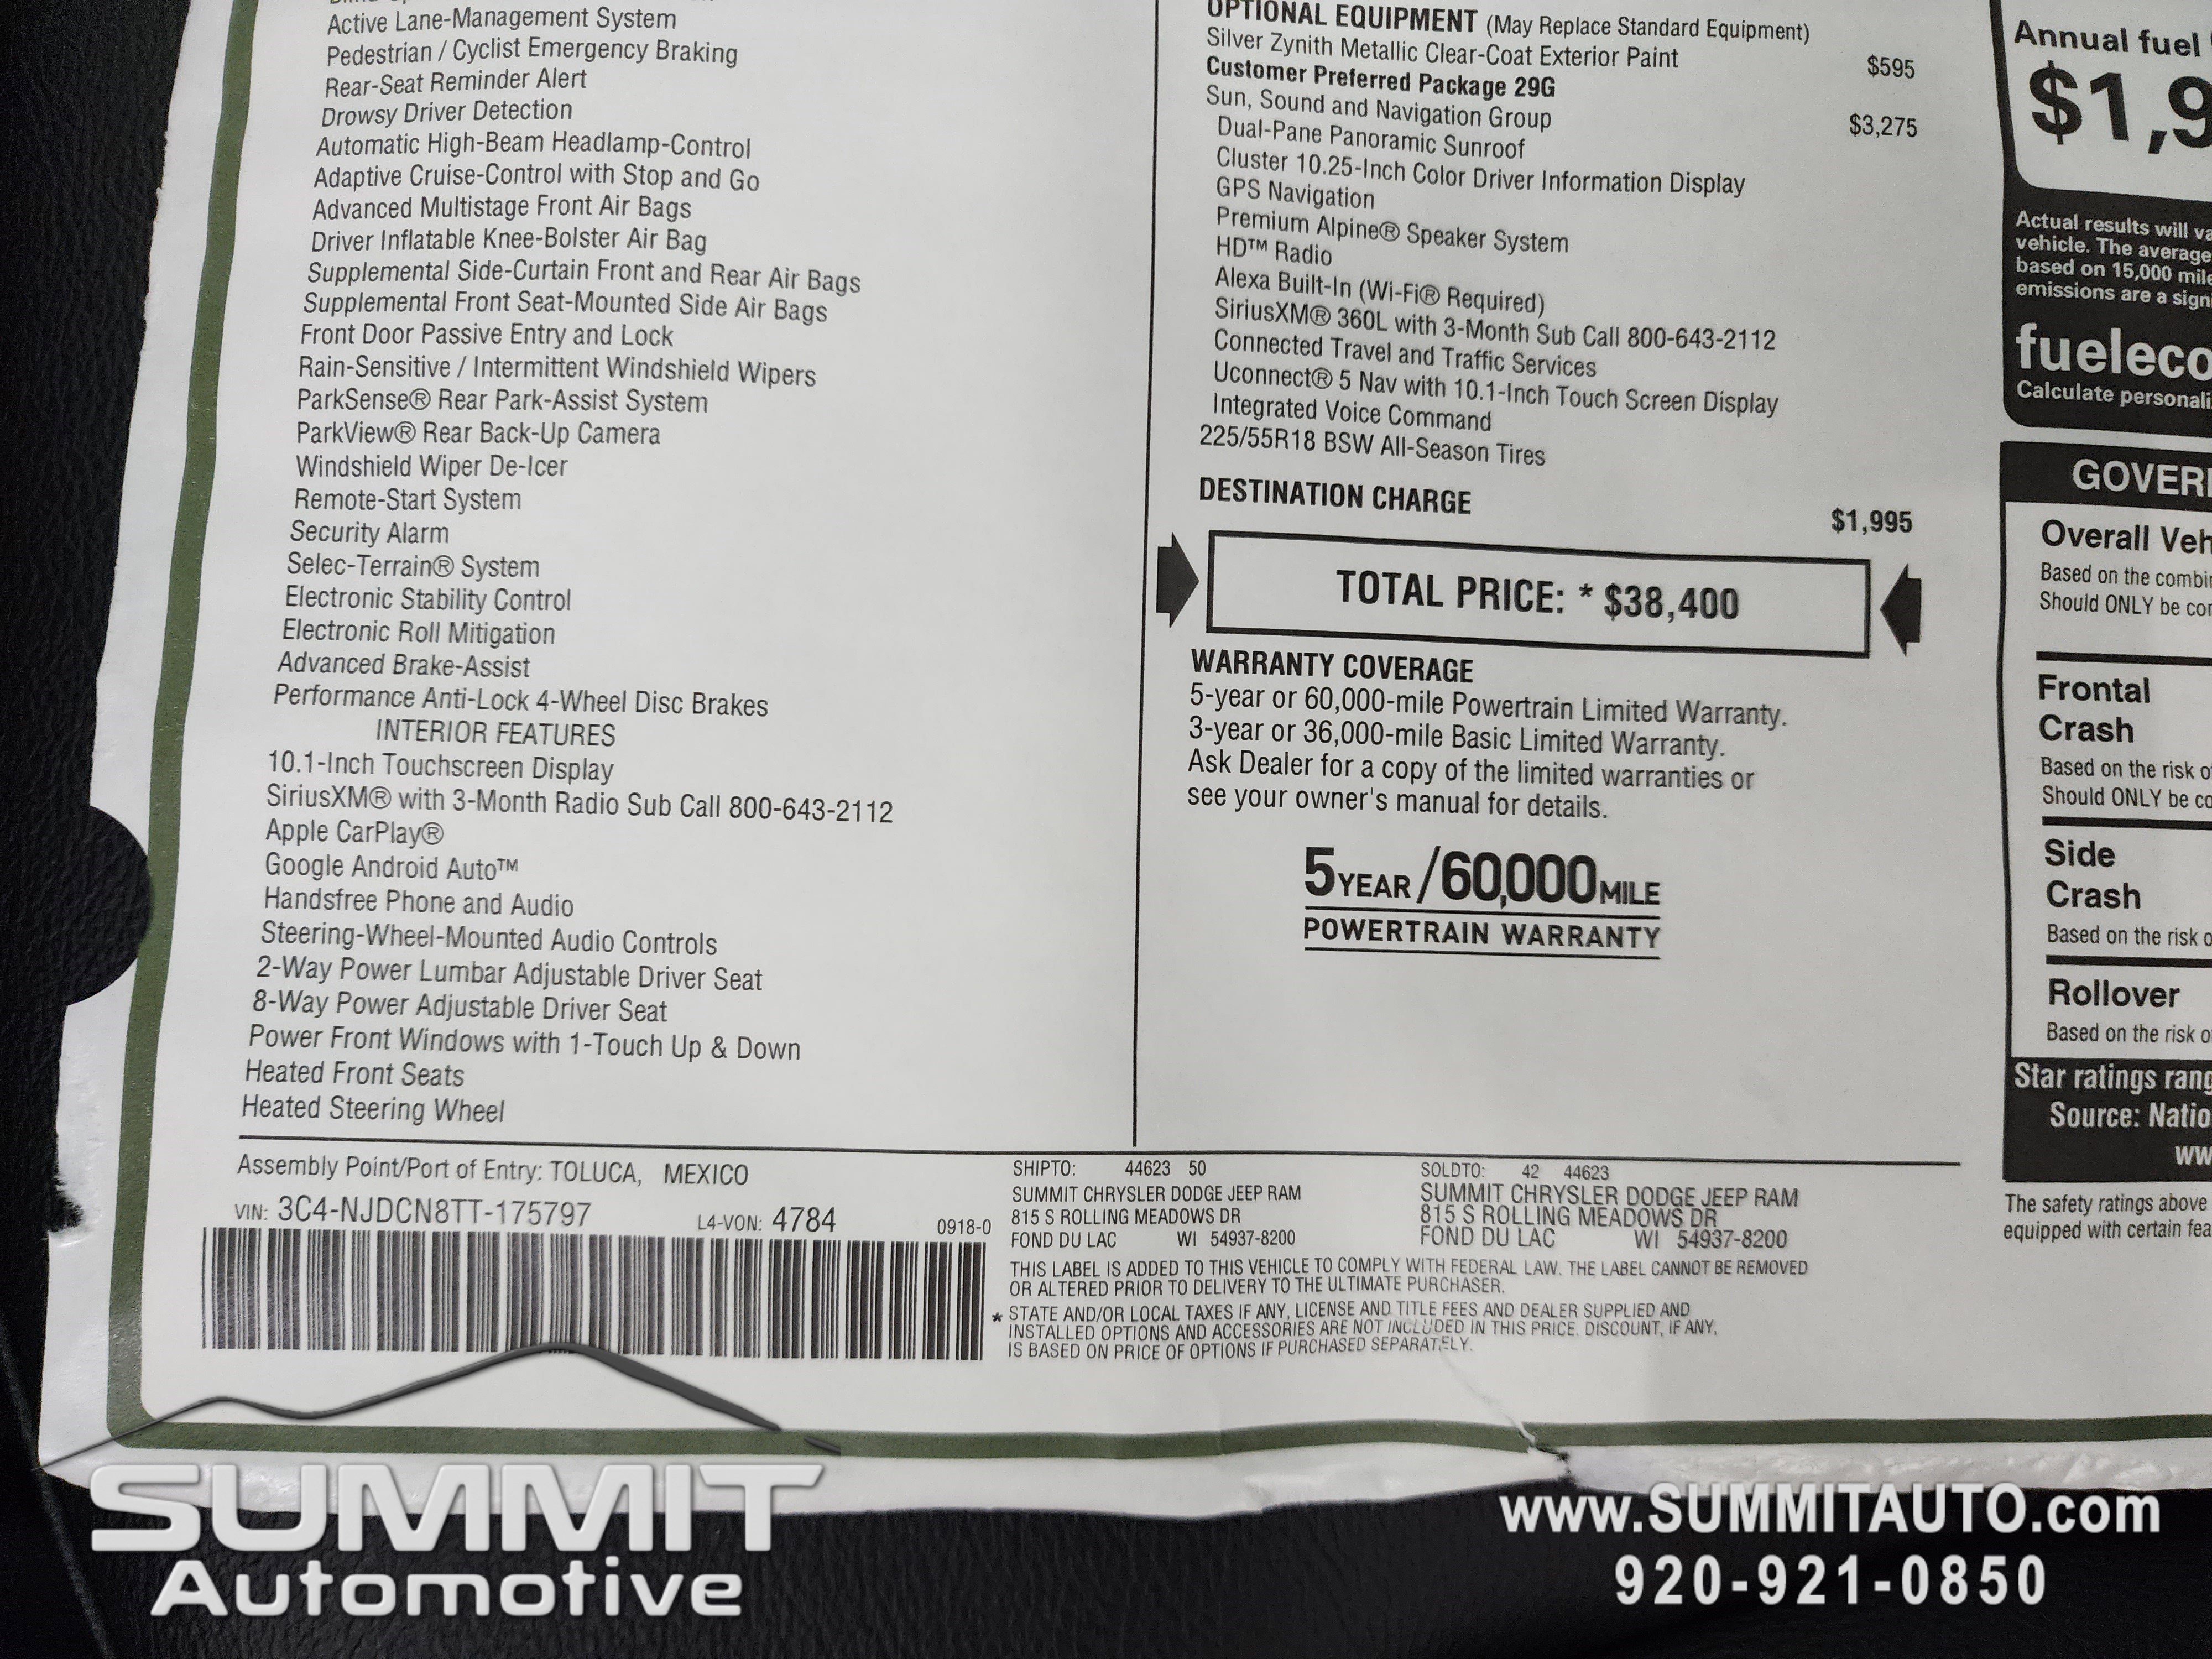 Active Lane-Management System
Pedestrian / Cyclist Emergency Braking
Rear-Seat Reminder Alert
Drowsy Driver Detection
Automatic High-Beam Headlamp-Control
Adaptive Cruise-Control with Stop and Go
Advanced Multistage Front Air Bags
Driver Inflatable Knee-Bolster Air Bag
Supplemental Side-Curtain Front and Rear Air Bags
Supplemental Front Seat-Mounted Side Air Bags
Front Door Passive Entry and Lock
Rain-Sensitive / Intermittent Windshield Wipers
ParkSense® Rear Park-Assist System
ParkView® Rear Back-Up Camera
Windshield Wiper De-Icer
Remote-Start System
Security Alarm
Selec-Terrain® System
Electronic Stability Control
Electronic Roll Mitigation
Advanced Brake-Assist
Performance Anti-Lock 4-Wheel Disc Brakes
INTERIOR FEATURES
10.1-Inch Touchscreen Display
SiriusXM® with 3-Month Radio Sub Call 800-643-2112
Apple CarPlay®
Google Android Auto™
Handsfree Phone and Audio
Steering-Wheel-Mounted Audio Controls
2-Way Power Lumbar Adjustable Driver Seat
8-Way Power Adjustable Driver Seat
Power Front Windows with 1-Touch Up & Down
Heated Front Seats
Heated Steering Wheel
OPTIONAL EQUIPMENT (May Replace Standard Equipment)
Silver Zynith Metallic Clear-Coat Exterior Paint $595
Customer Preferred Package 29G
Sun, Sound and Navigation Group $3,275
Dual-Pane Panoramic Sunroof
Cluster 10.25-Inch Color Driver Information Display
GPS Navigation
Premium Alpine® Speaker System
HD™ Radio
Alexa Built-In (Wi-Fi® Required)
SiriusXM® 360L with 3-Month Sub Call 800-643-2112
Connected Travel and Traffic Services
Uconnect® 5 Nav with 10.1-Inch Touch Screen Display
Integrated Voice Command
225/55R18 BSW All-Season Tires
DESTINATION CHARGE $1,995
TOTAL PRICE: * $38,400
WARRANTY COVERAGE
5-year or 60,000-mile Powertrain Limited Warranty.
3-year or 36,000-mile Basic Limited Warranty.
Ask Dealer for a copy of the limited warranties or
see your owner's manual for details.
5 YEAR / 60,000 MILE
POWERTRAIN WARRANTY
Annual fuel
$1,9
Actual results will va
vehicle. The average
based on 15,000 mile
emissions are a sign
fueleco
Calculate personali
GOVER
Overall Veh
Based on the combi
Should ONLY be co
Frontal
Crash
Based on the risk o
Should ONLY be co
Side
Crash
Based on the risk o
Rollover
Based on the risk o
Star ratings rang
Source: Natio
ww
The safety ratings above
equipped with certain fea
Assembly Point/Port of Entry: TOLUCA, MEXICO
VIN: 3C4-NJDCN8TT-175797 L4-VON: 4784 0918-0
SHIPTO: 44623 50
SUMMIT CHRYSLER DODGE JEEP RAM
815 S ROLLING MEADOWS DR
FOND DU LAC WI 54937-8200
SOLDTO: 42 44623
SUMMIT CHRYSLER DODGE JEEP RAM
815 S ROLLING MEADOWS DR
FOND DU LAC WI 54937-8200
THIS LABEL IS ADDED TO THIS VEHICLE TO COMPLY WITH FEDERAL LAW. THE LABEL CANNOT BE REMOVED
OR ALTERED PRIOR TO DELIVERY TO THE ULTIMATE PURCHASER.
* STATE AND/OR LOCAL TAXES IF ANY, LICENSE AND TITLE FEES AND DEALER SUPPLIED AND
INSTALLED OPTIONS AND ACCESSORIES ARE NOT INCLUDED IN THIS PRICE. DISCOUNT, IF ANY,
IS BASED ON PRICE OF OPTIONS IF PURCHASED SEPARATELY.
SUMMIT
Automotive
www.SUMMITAUTO.com
920-921-0850